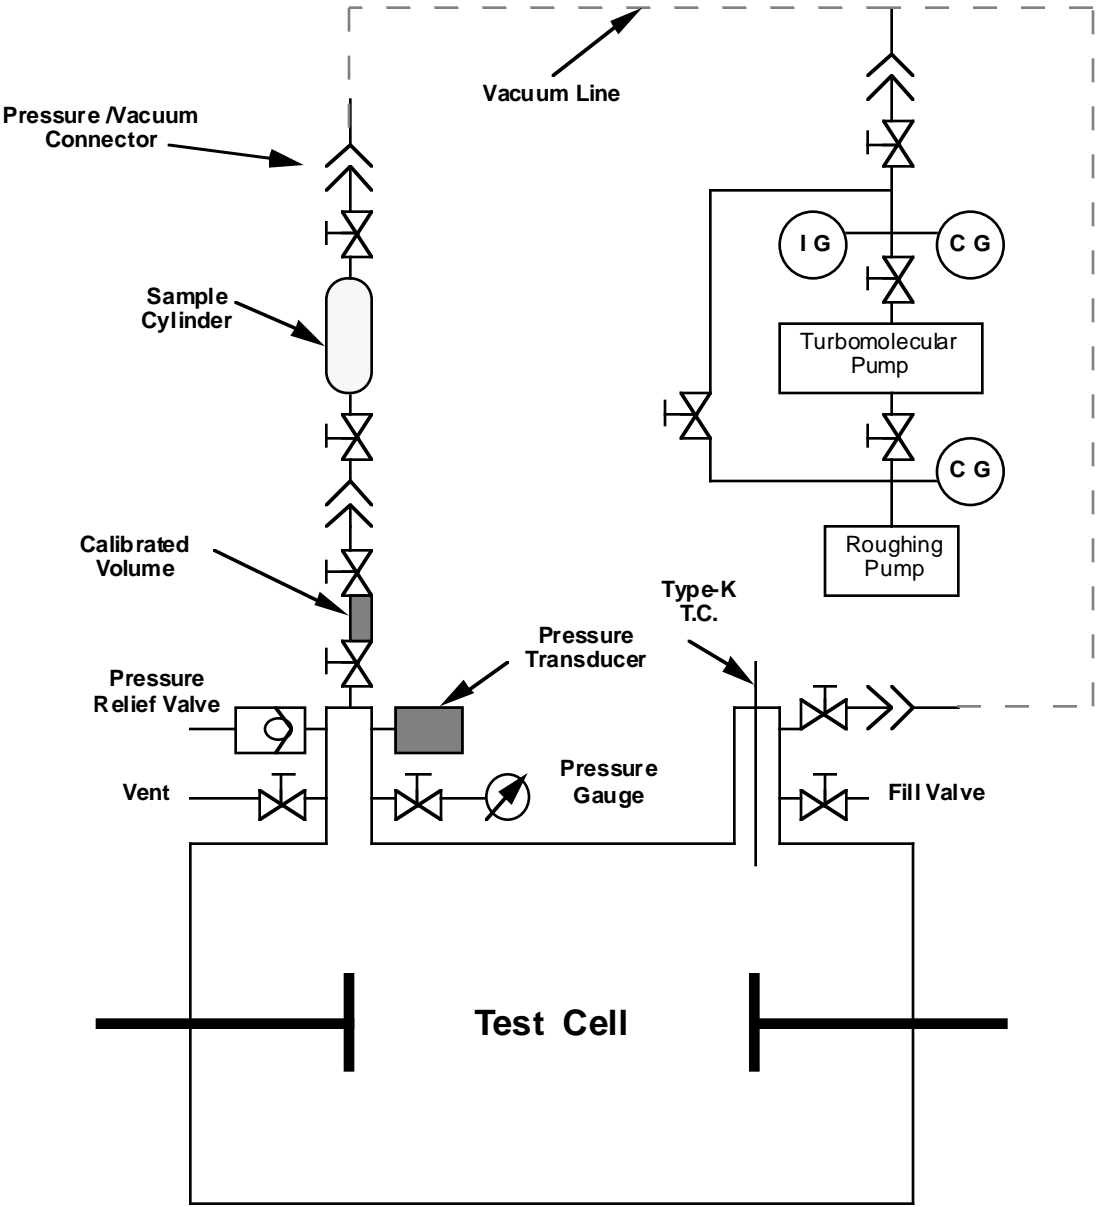 Vacuum Line
Pressure /Vacuum
Connector
I G
C G
Sample
Cylinder
Turbomolecular
Pump
C G
Calibrated
Volume
Roughing
Pump
Type-K
T.C.
Pressure
Transducer
Pressure
Relief Valve
Vent
Pressure
Gauge
Fill Valve
Test Cell